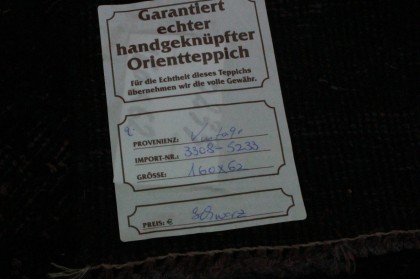 Garantiert
echter
handgeknüpfter
Orientteppich
Für die Echtheit dieses Teppichs
übernehmen wir die volle Gewähr.
PROVENIENZ:
IMPORT-NR.: 3308-5233
GRÖSSE: 160x62
PREIS: € Schwarz